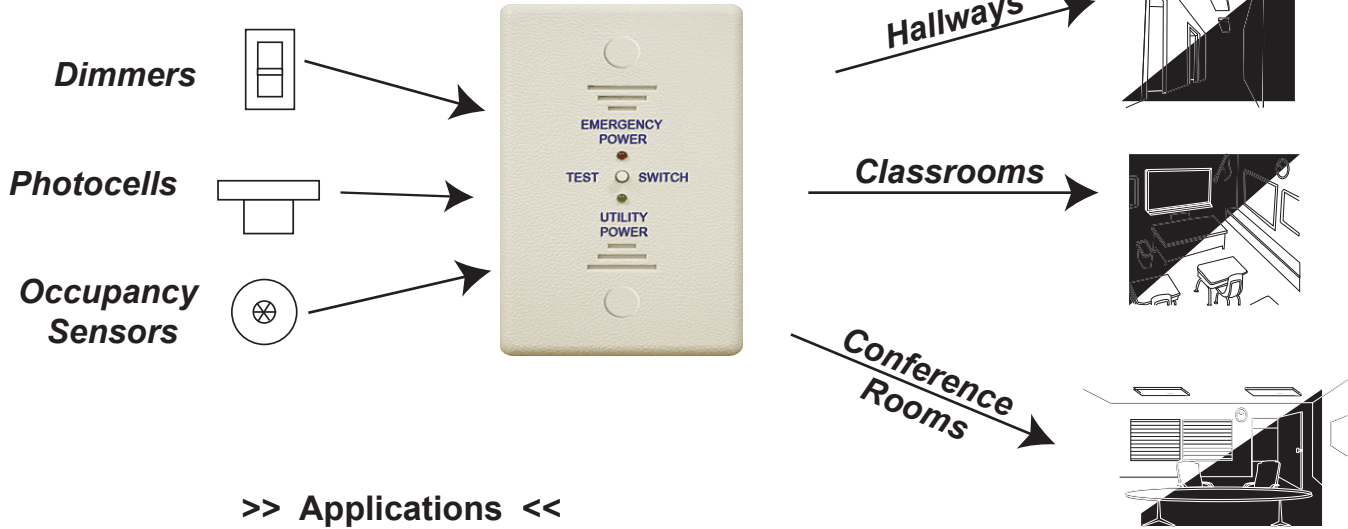 Dimmers
Photocells
Occupancy
Sensors
EMERGENCY
POWER
TEST SWITCH
UTILITY
POWER
Hallways
Classrooms
Conference
Rooms
>> Applications <<